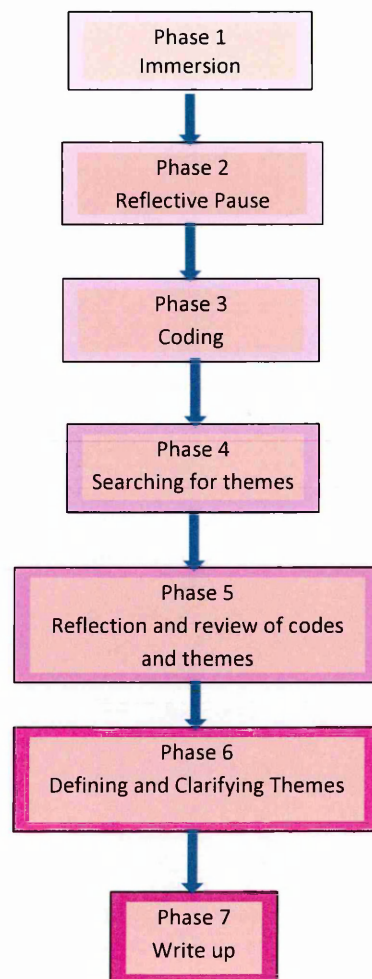 Phase 1
Immersion
Phase 2
Reflective Pause
Phase 3
Coding
Phase 4
Searching for themes
Phase 5
Reflection and review of codes
and themes
Phase 6
Defining and Clarifying Themes
Phase 7
Write up